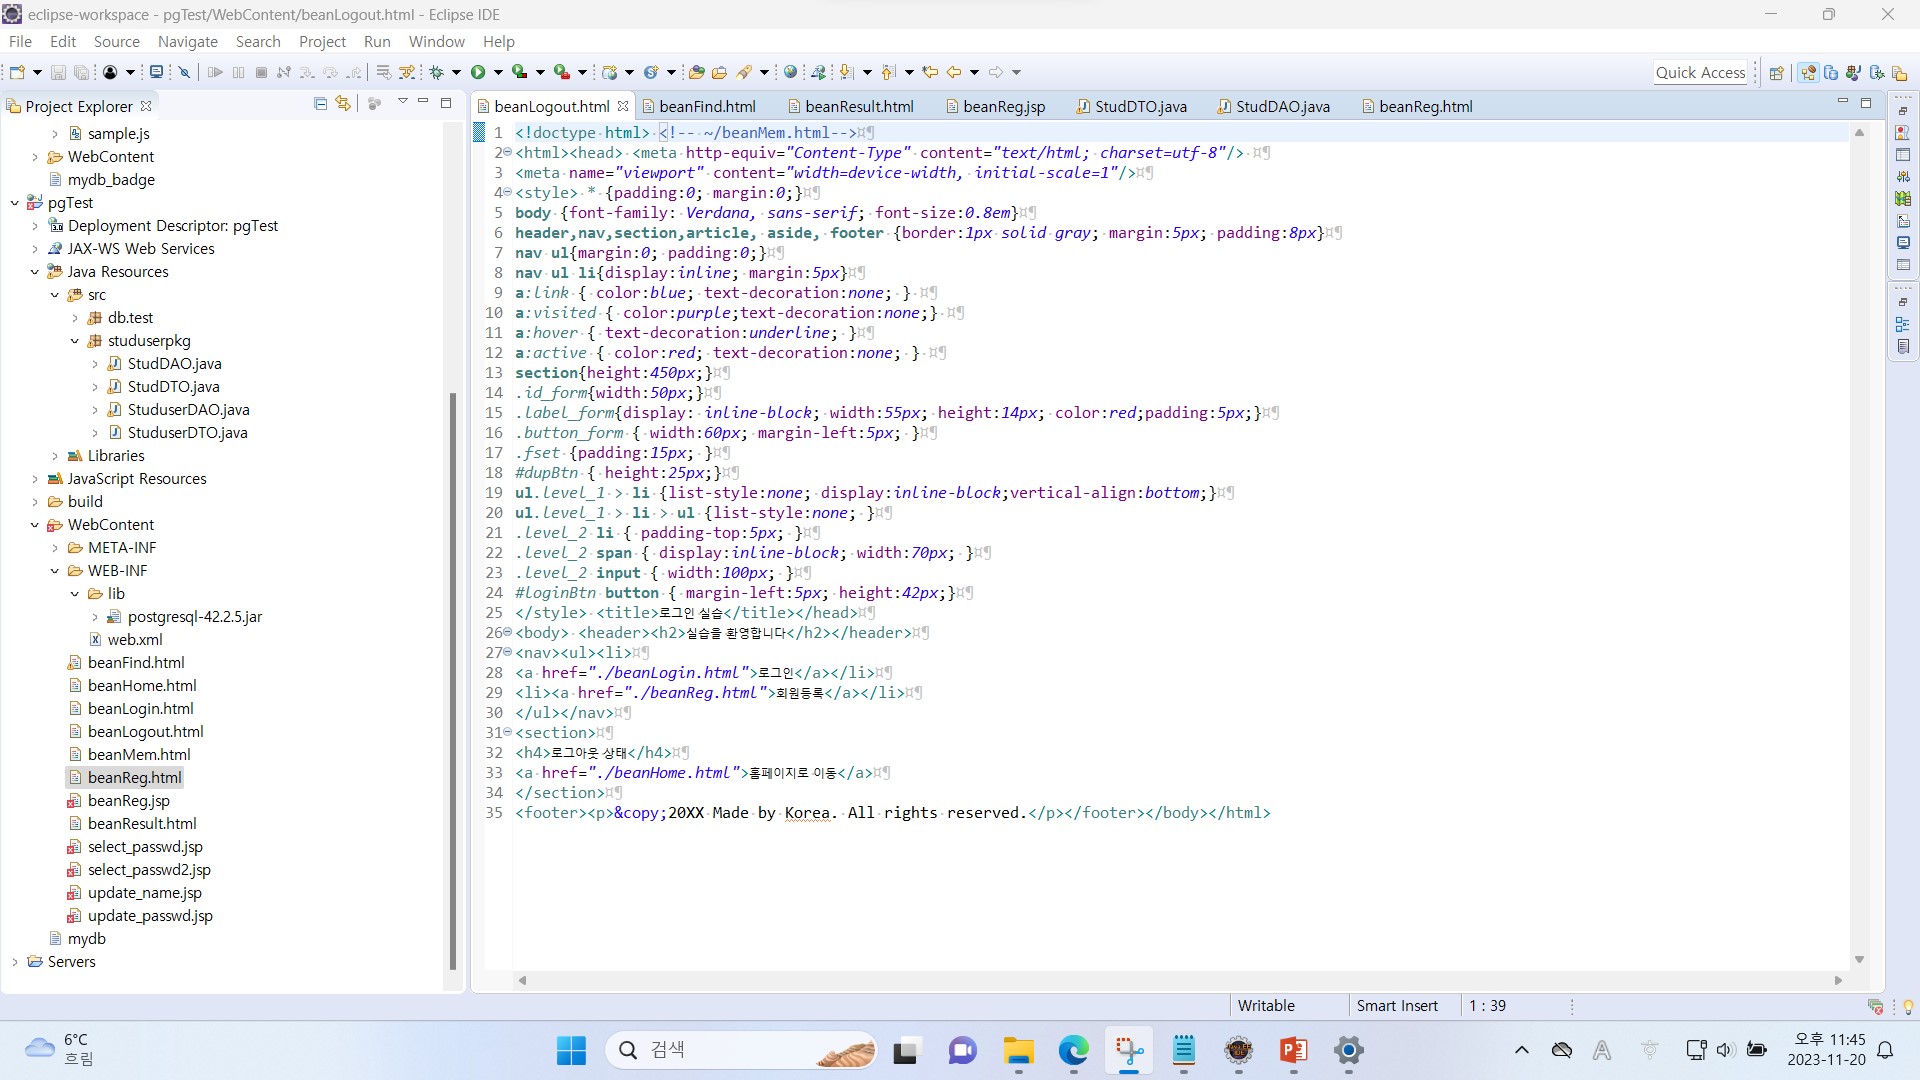 eclipse-workspace - pgTest/WebContent/beanLogout.html - Eclipse IDE
File Edit Source Navigate Search Project Run Window Help
Quick Access
Project Explorer
sample.js
WebContent
mydb_badge
pgTest
Deployment Descriptor: pgTest
JAX-WS Web Services
Java Resources
src
db.test
studuserpkg
StudDAO.java
StudDTO.java
StuduserDAO.java
StuduserDTO.java
Libraries
JavaScript Resources
build
WebContent
META-INF
WEB-INF
lib
postgresql-42.2.5.jar
web.xml
beanFind.html
beanHome.html
beanLogin.html
beanLogout.html
beanMem.html
beanReg.html
beanReg.jsp
beanResult.html
select_passwd.jsp
select_passwd2.jsp
update_name.jsp
update_passwd.jsp
mydb
Servers
beanLogout.html beanFind.html beanResult.html beanReg.jsp StudDTO.java StudDAO.java beanReg.html
1 <!doctype html> <!-- ~/beanMem.html-->
2 <html><head> <meta http-equiv="Content-Type" content="text/html; charset=utf-8"/>
3 <meta name="viewport" content="width=device-width, initial-scale=1"/>
4 <style> * {padding:0; margin:0;}
5 body {font-family: Verdana, sans-serif; font-size:0.8em}
6 header,nav,section,article, aside, footer {border:1px solid gray; margin:5px; padding:8px}
7 nav ul{margin:0; padding:0;}
8 nav ul li{display:inline; margin:5px}
9 a:link { color:blue; text-decoration:none; }
10 a:visited { color:purple;text-decoration:none;}
11 a:hover { text-decoration:underline; }
12 a:active { color:red; text-decoration:none; }
13 section{height:450px;}
14 .id_form{width:50px;}
15 .label_form{display: inline-block; width:55px; height:14px; color:red;padding:5px;}
16 .button_form { width:60px; margin-left:5px; }
17 .fset {padding:15px; }
18 #dupBtn { height:25px;}
19 ul.level_1 > li {list-style:none; display:inline-block;vertical-align:bottom;}
20 ul.level_1 > li > ul {list-style:none; }
21 .level_2 li { padding-top:5px; }
22 .level_2 span { display:inline-block; width:70px; }
23 .level_2 input { width:100px; }
24 #loginBtn button { margin-left:5px; height:42px;}
25 </style> <title>로그인 실습</title></head>
26 <body> <header><h2>실습을 환영합니다</h2></header>
27 <nav><ul><li>
28 <a href="./beanLogin.html">로그인</a></li>
29 <li><a href="./beanReg.html">회원등록</a></li>
30 </ul></nav>
31 <section>
32 <h4>로그아웃 상태</h4>
33 <a href="./beanHome.html">홈페이지로 이동</a>
34 </section>
35 <footer><p>&copy;20XX Made by Korea. All rights reserved.</p></footer></body></html>
Writable Smart Insert 1 : 39
6°C
흐림
검색
오후 11:45
2023-11-20